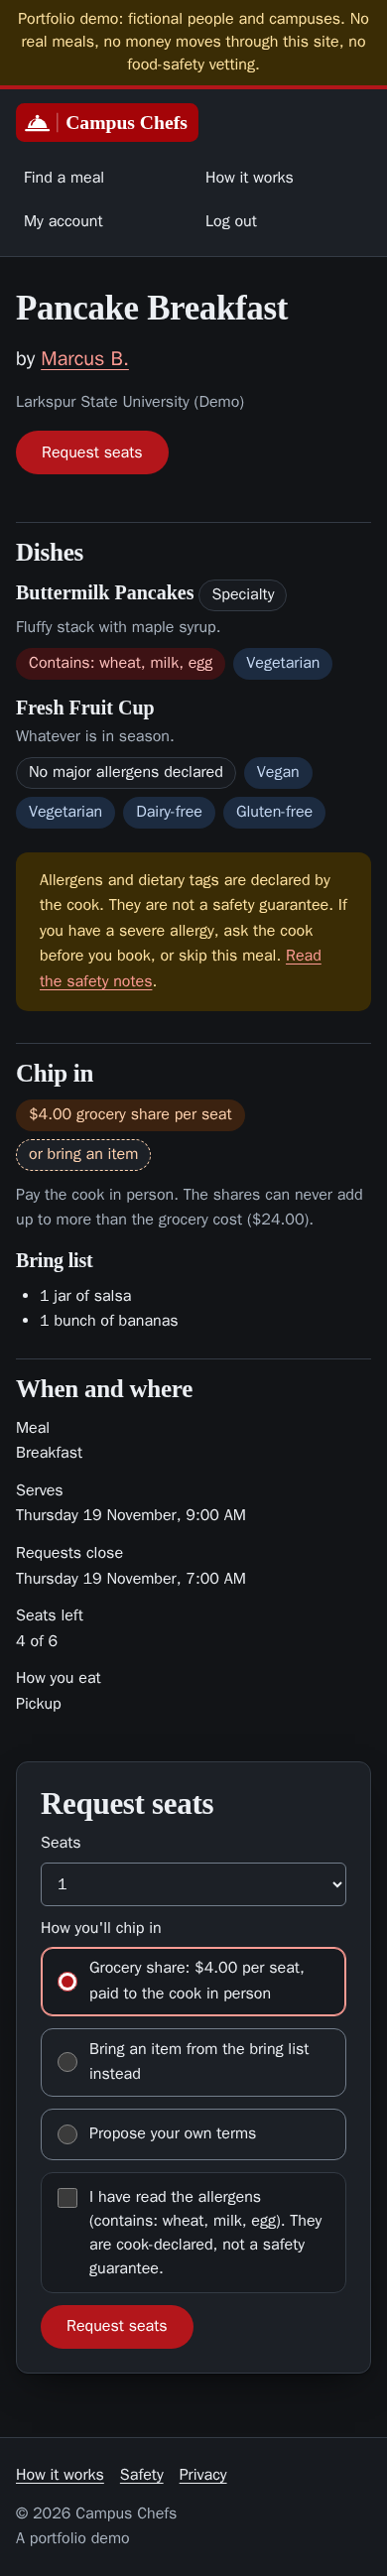 Portfolio demo: fictional people and campuses. No
real meals, no money moves through this site, no
food-safety vetting.
Campus Chefs
Find a meal
How it works
My account
Log out
Pancake Breakfast
by Marcus B.
Larkspur State University (Demo)
Request seats
Dishes
Buttermilk Pancakes Specialty
Fluffy stack with maple syrup.
Contains: wheat, milk, egg Vegetarian
Fresh Fruit Cup
Whatever is in season.
No major allergens declared Vegan
Vegetarian Dairy-free Gluten-free
Allergens and dietary tags are declared by
the cook. They are not a safety guarantee. If
you have a severe allergy, ask the cook
before you book, or skip this meal. Read
the safety notes.
Chip in
$4.00 grocery share per seat
or bring an item
Pay the cook in person. The shares can never add
up to more than the grocery cost ($24.00).
Bring list
• 1 jar of salsa
• 1 bunch of bananas
When and where
Meal
Breakfast
Serves
Thursday 19 November, 9:00 AM
Requests close
Thursday 19 November, 7:00 AM
Seats left
4 of 6
How you eat
Pickup
Request seats
Seats
1
How you'll chip in
Grocery share: $4.00 per seat,
paid to the cook in person
Bring an item from the bring list
instead
Propose your own terms
I have read the allergens
(contains: wheat, milk, egg). They
are cook-declared, not a safety
guarantee.
Request seats
How it works Safety Privacy
© 2026 Campus Chefs
A portfolio demo